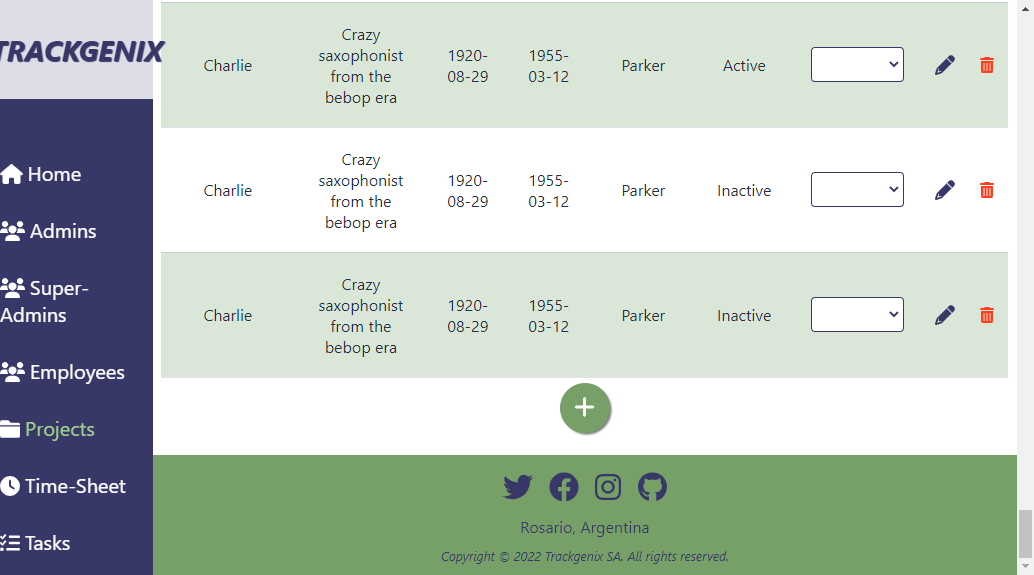 TRACKGENIX
Home
Admins
Super-
Admins
Employees
Projects
Time-Sheet
Tasks
Charlie
Crazy
saxophonist
from the
bebop era
1920-
08-29
1955-
03-12
Parker
Active
Charlie
Crazy
saxophonist
from the
bebop era
1920-
08-29
1955-
03-12
Parker
Inactive
Charlie
Crazy
saxophonist
from the
bebop era
1920-
08-29
1955-
03-12
Parker
Inactive
Rosario, Argentina
Copyright © 2022 Trackgenix SA. All rights reserved.